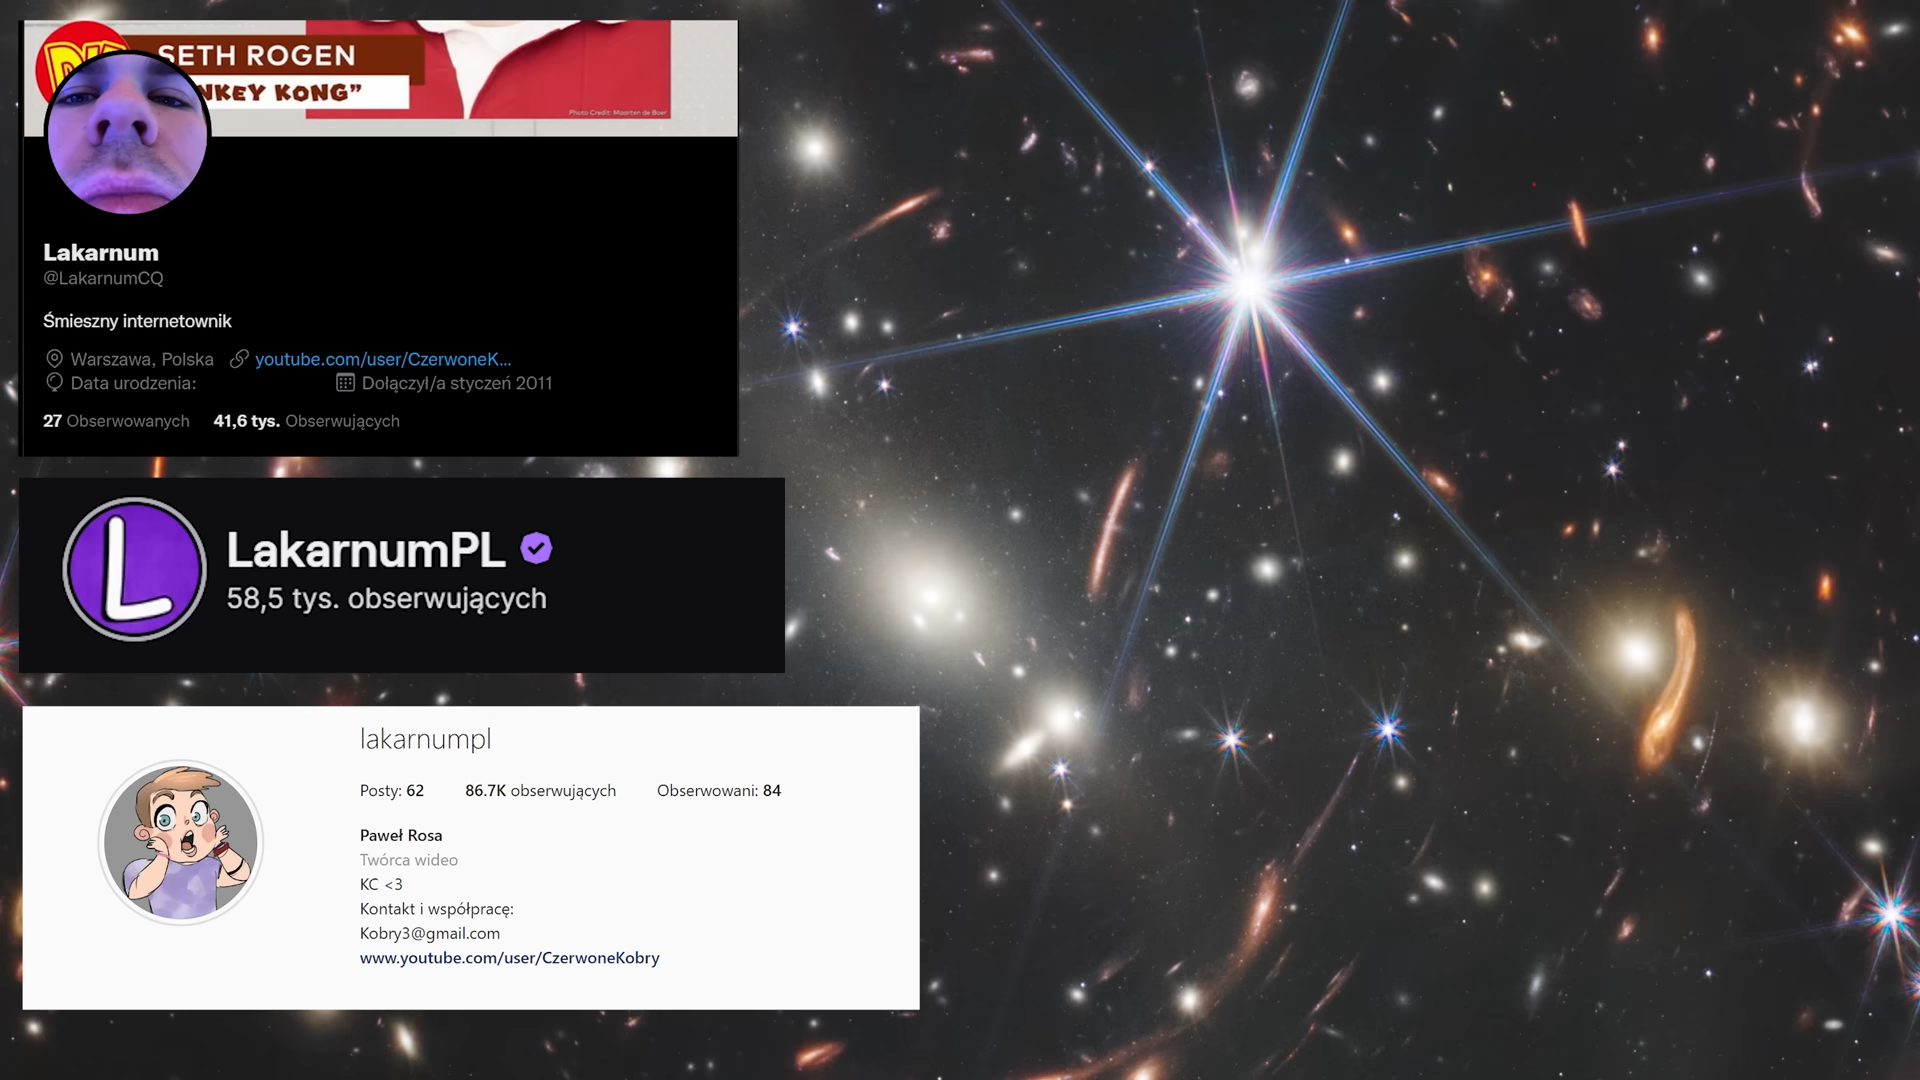 SETH ROGEN
NKEY KONG”
Photo Credit: Maarten de Boer
Lakarnum
@LakarnumCQ
Śmieszny internetownik
Warszawa, Polska youtube.com/user/CzerwoneK...
Data urodzenia: Dołączył/a styczeń 2011
27 Obserwowanych 41,6 tys. Obserwujących
L
LakarnumPL
58,5 tys. obserwujących
lakarnumpl
Posty: 62 86.7K obserwujących Obserwowani: 84
Paweł Rosa
Twórca wideo
KC <3
Kontakt i współpracę:
Kobry3@gmail.com
www.youtube.com/user/CzerwoneKobry